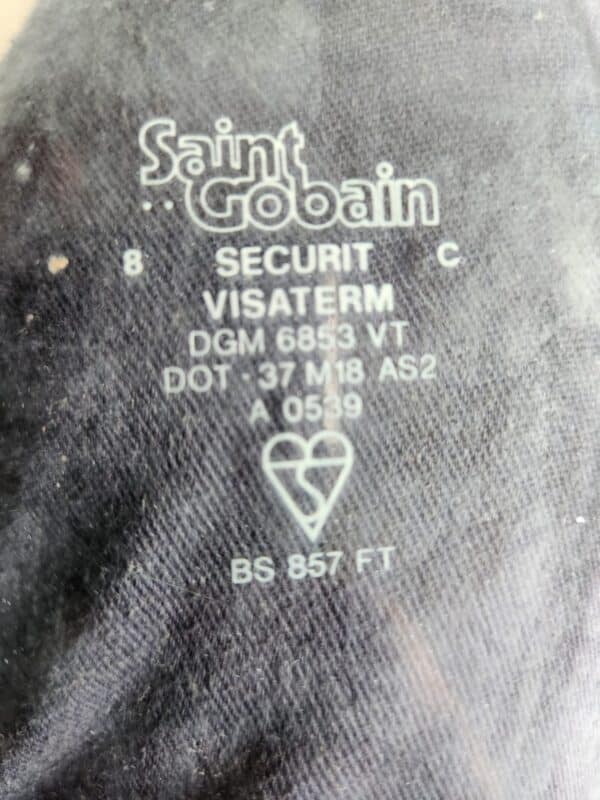 Saint
·· Gobain
8 SECURIT C
VISATERM
DGM 6853 VT
DOT · 37 M18 AS2
A 0539
S
BS 857 FT